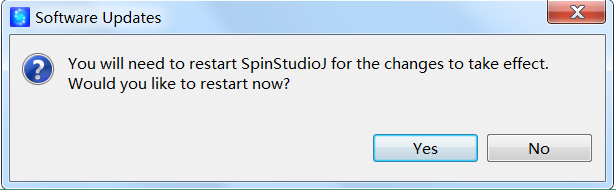 Software Updates
You will need to restart SpinStudioJ for the changes to take effect.
Would you like to restart now?
Yes
No